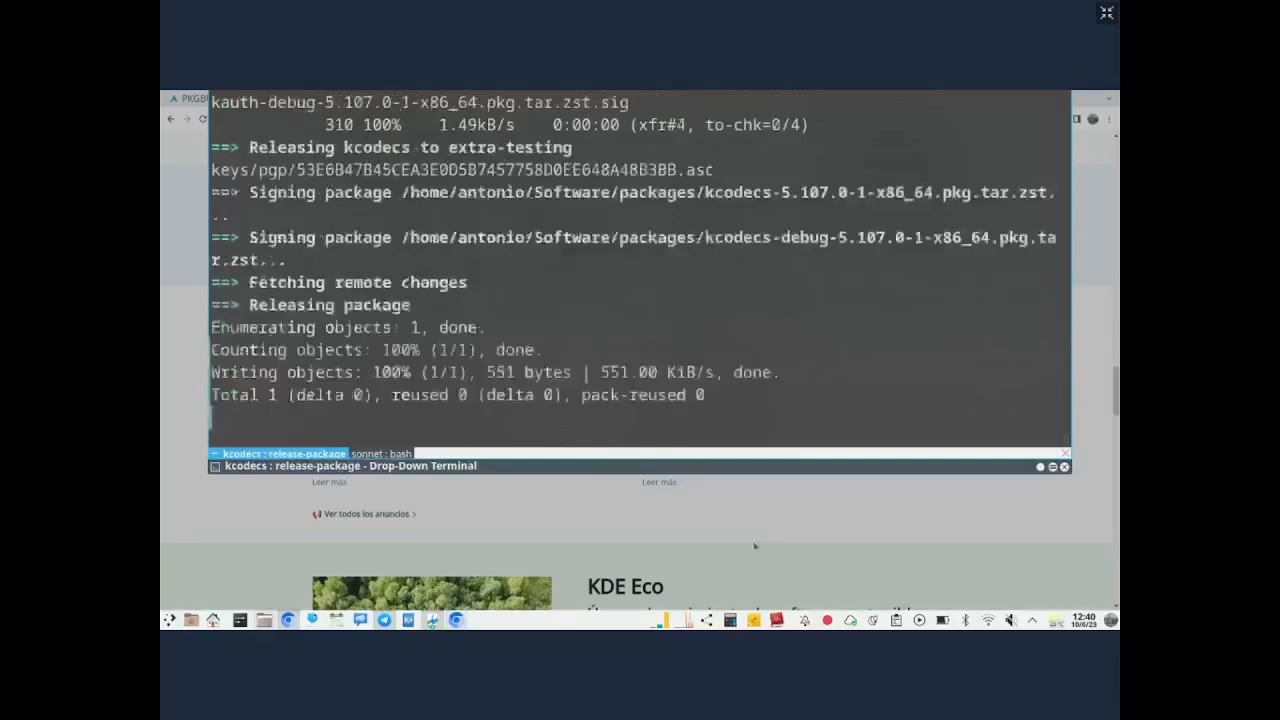 PKGBU
kauth-debug-5.107.0-1-x86_64.pkg.tar.zst.sig
310 100% 1.49kB/s 0:00:00 (xfr#4, to-chk=0/4)
==> Releasing kcodecs to extra-testing
keys/pgp/53E6B47B45CEA3E0D5B7457758D0EE648A48B3BB.asc
==> Signing package /home/antonio/Software/packages/kcodecs-5.107.0-1-x86_64.pkg.tar.zst.
..
==> Signing package /home/antonio/Software/packages/kcodecs-debug-5.107.0-1-x86_64.pkg.ta
r.zst...
==> Fetching remote changes
==> Releasing package
Enumerating objects: 1, done.
Counting objects: 100% (1/1), done.
Writing objects: 100% (1/1), 551 bytes | 551.00 KiB/s, done.
Total 1 (delta 0), reused 0 (delta 0), pack-reused 0
kcodecs : release-package sonnet : bash
kcodecs : release-package - Drop-Down Terminal
Leer más Leer más
Ver todos los anuncios >
KDE Eco
12:40
10/6/23